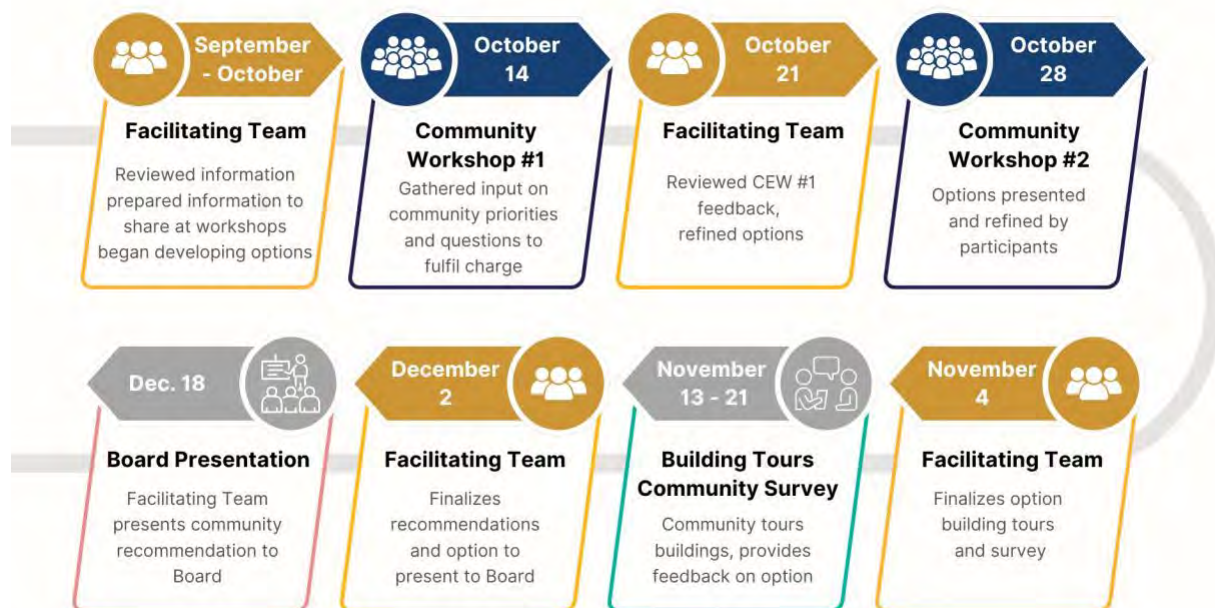 September
- October
Facilitating Team
Reviewed information
prepared information to
share at workshops
began developing options
October
14
Community
Workshop #1
Gathered input on
community priorities
and questions to
fulfil charge
October
21
Facilitating Team
Reviewed CEW #1
feedback,
refined options
October
28
Community
Workshop #2
Options presented
and refined by
participants
November
4
Facilitating Team
Finalizes option
building tours
and survey
November
13 - 21
Building Tours
Community Survey
Community tours
buildings, provides
feedback on option
December
2
Facilitating Team
Finalizes
recommendations
and option to
present to Board
Dec. 18
Board Presentation
Facilitating Team
presents community
recommendation to
Board